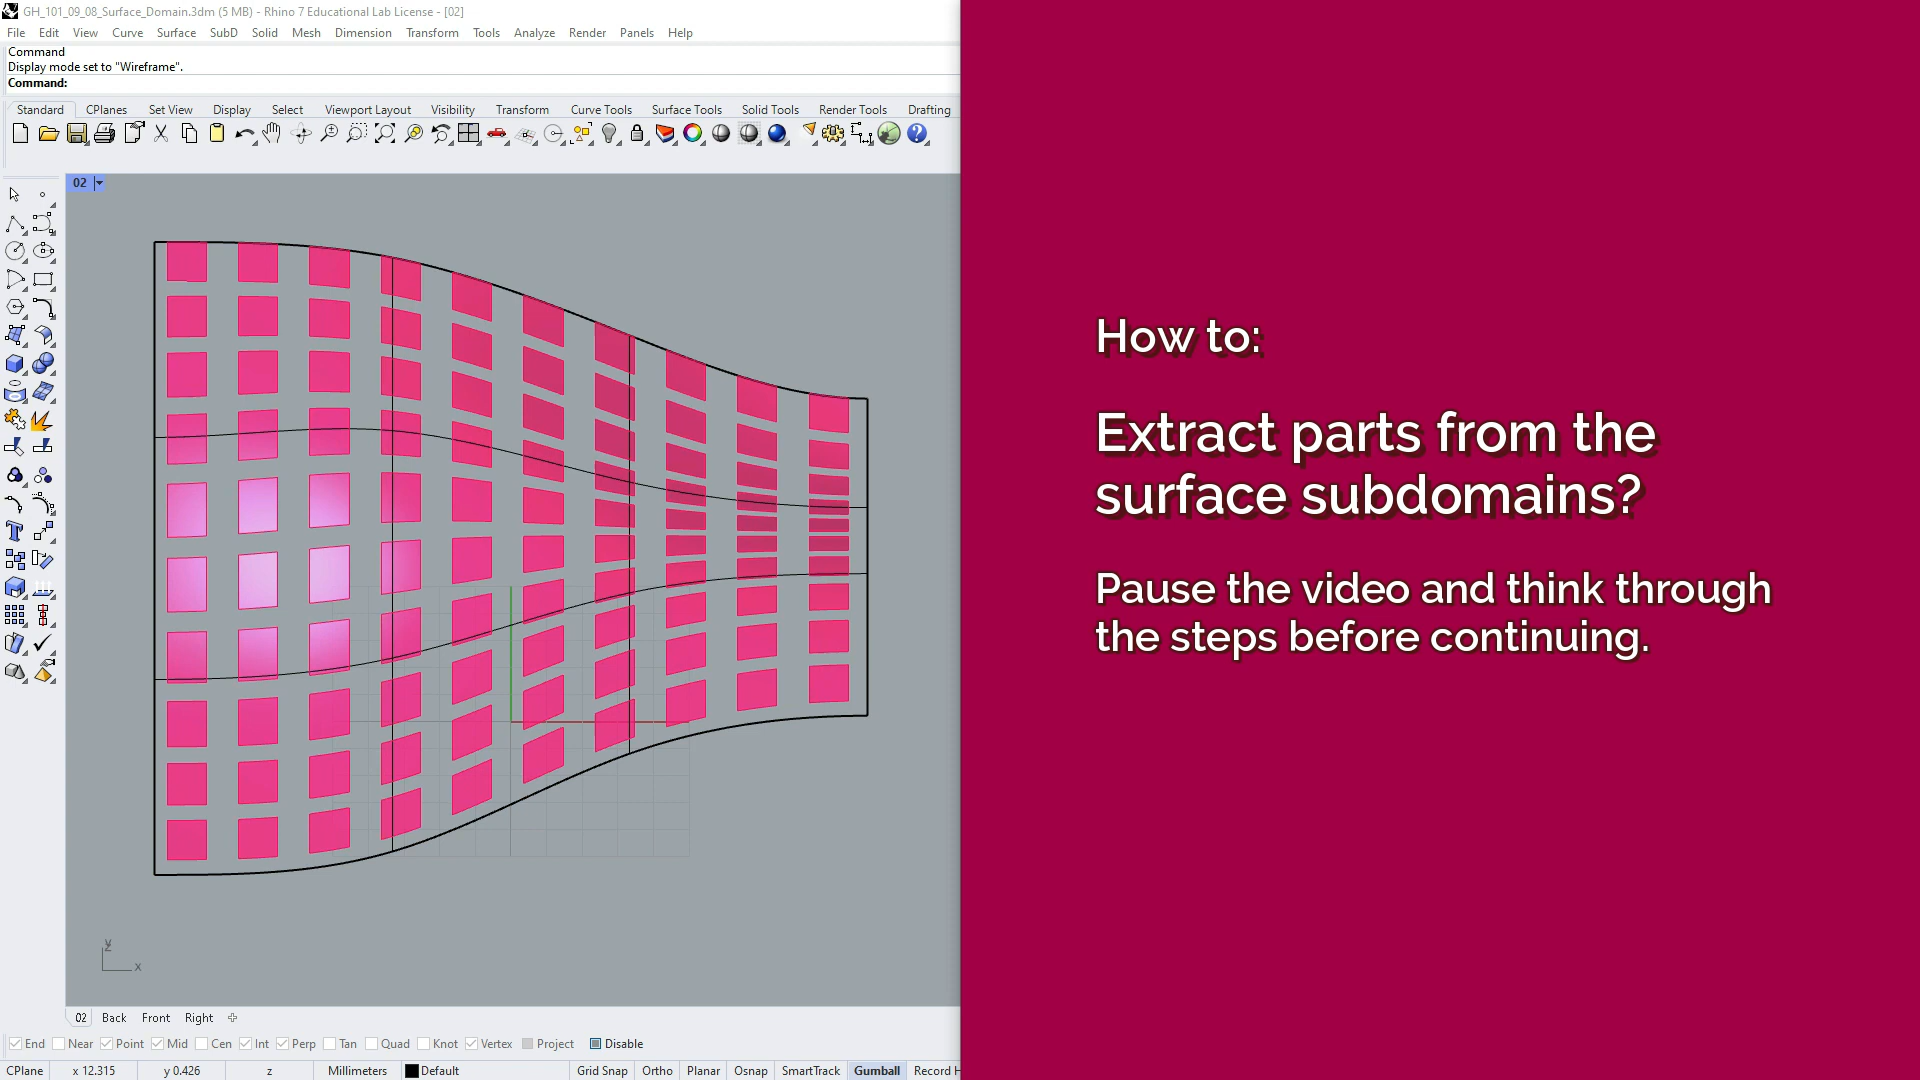 GH_101_09_08_Surface_Domain.3dm (5 MB) - Rhino 7 Educational Lab License - [02]
File Edit View Curve Surface SubD Solid Mesh Dimension Transform Tools Analyze Render Panels Help
Command
Display mode set to "Wireframe".
Command:
Standard CPlanes Set View Display Select Viewport Layout Visibility Transform Curve Tools Surface Tools Solid Tools Render Tools Drafting
02
How to:
Extract parts from the
surface subdomains?
Pause the video and think through
the steps before continuing.
x
02 Back Front Right
End Near Point Mid Cen Int Perp Tan Quad Knot Vertex Project Disable
CPlane x 12.315 y 0.426 z Millimeters Default Grid Snap Ortho Planar Osnap SmartTrack Gumball Record H